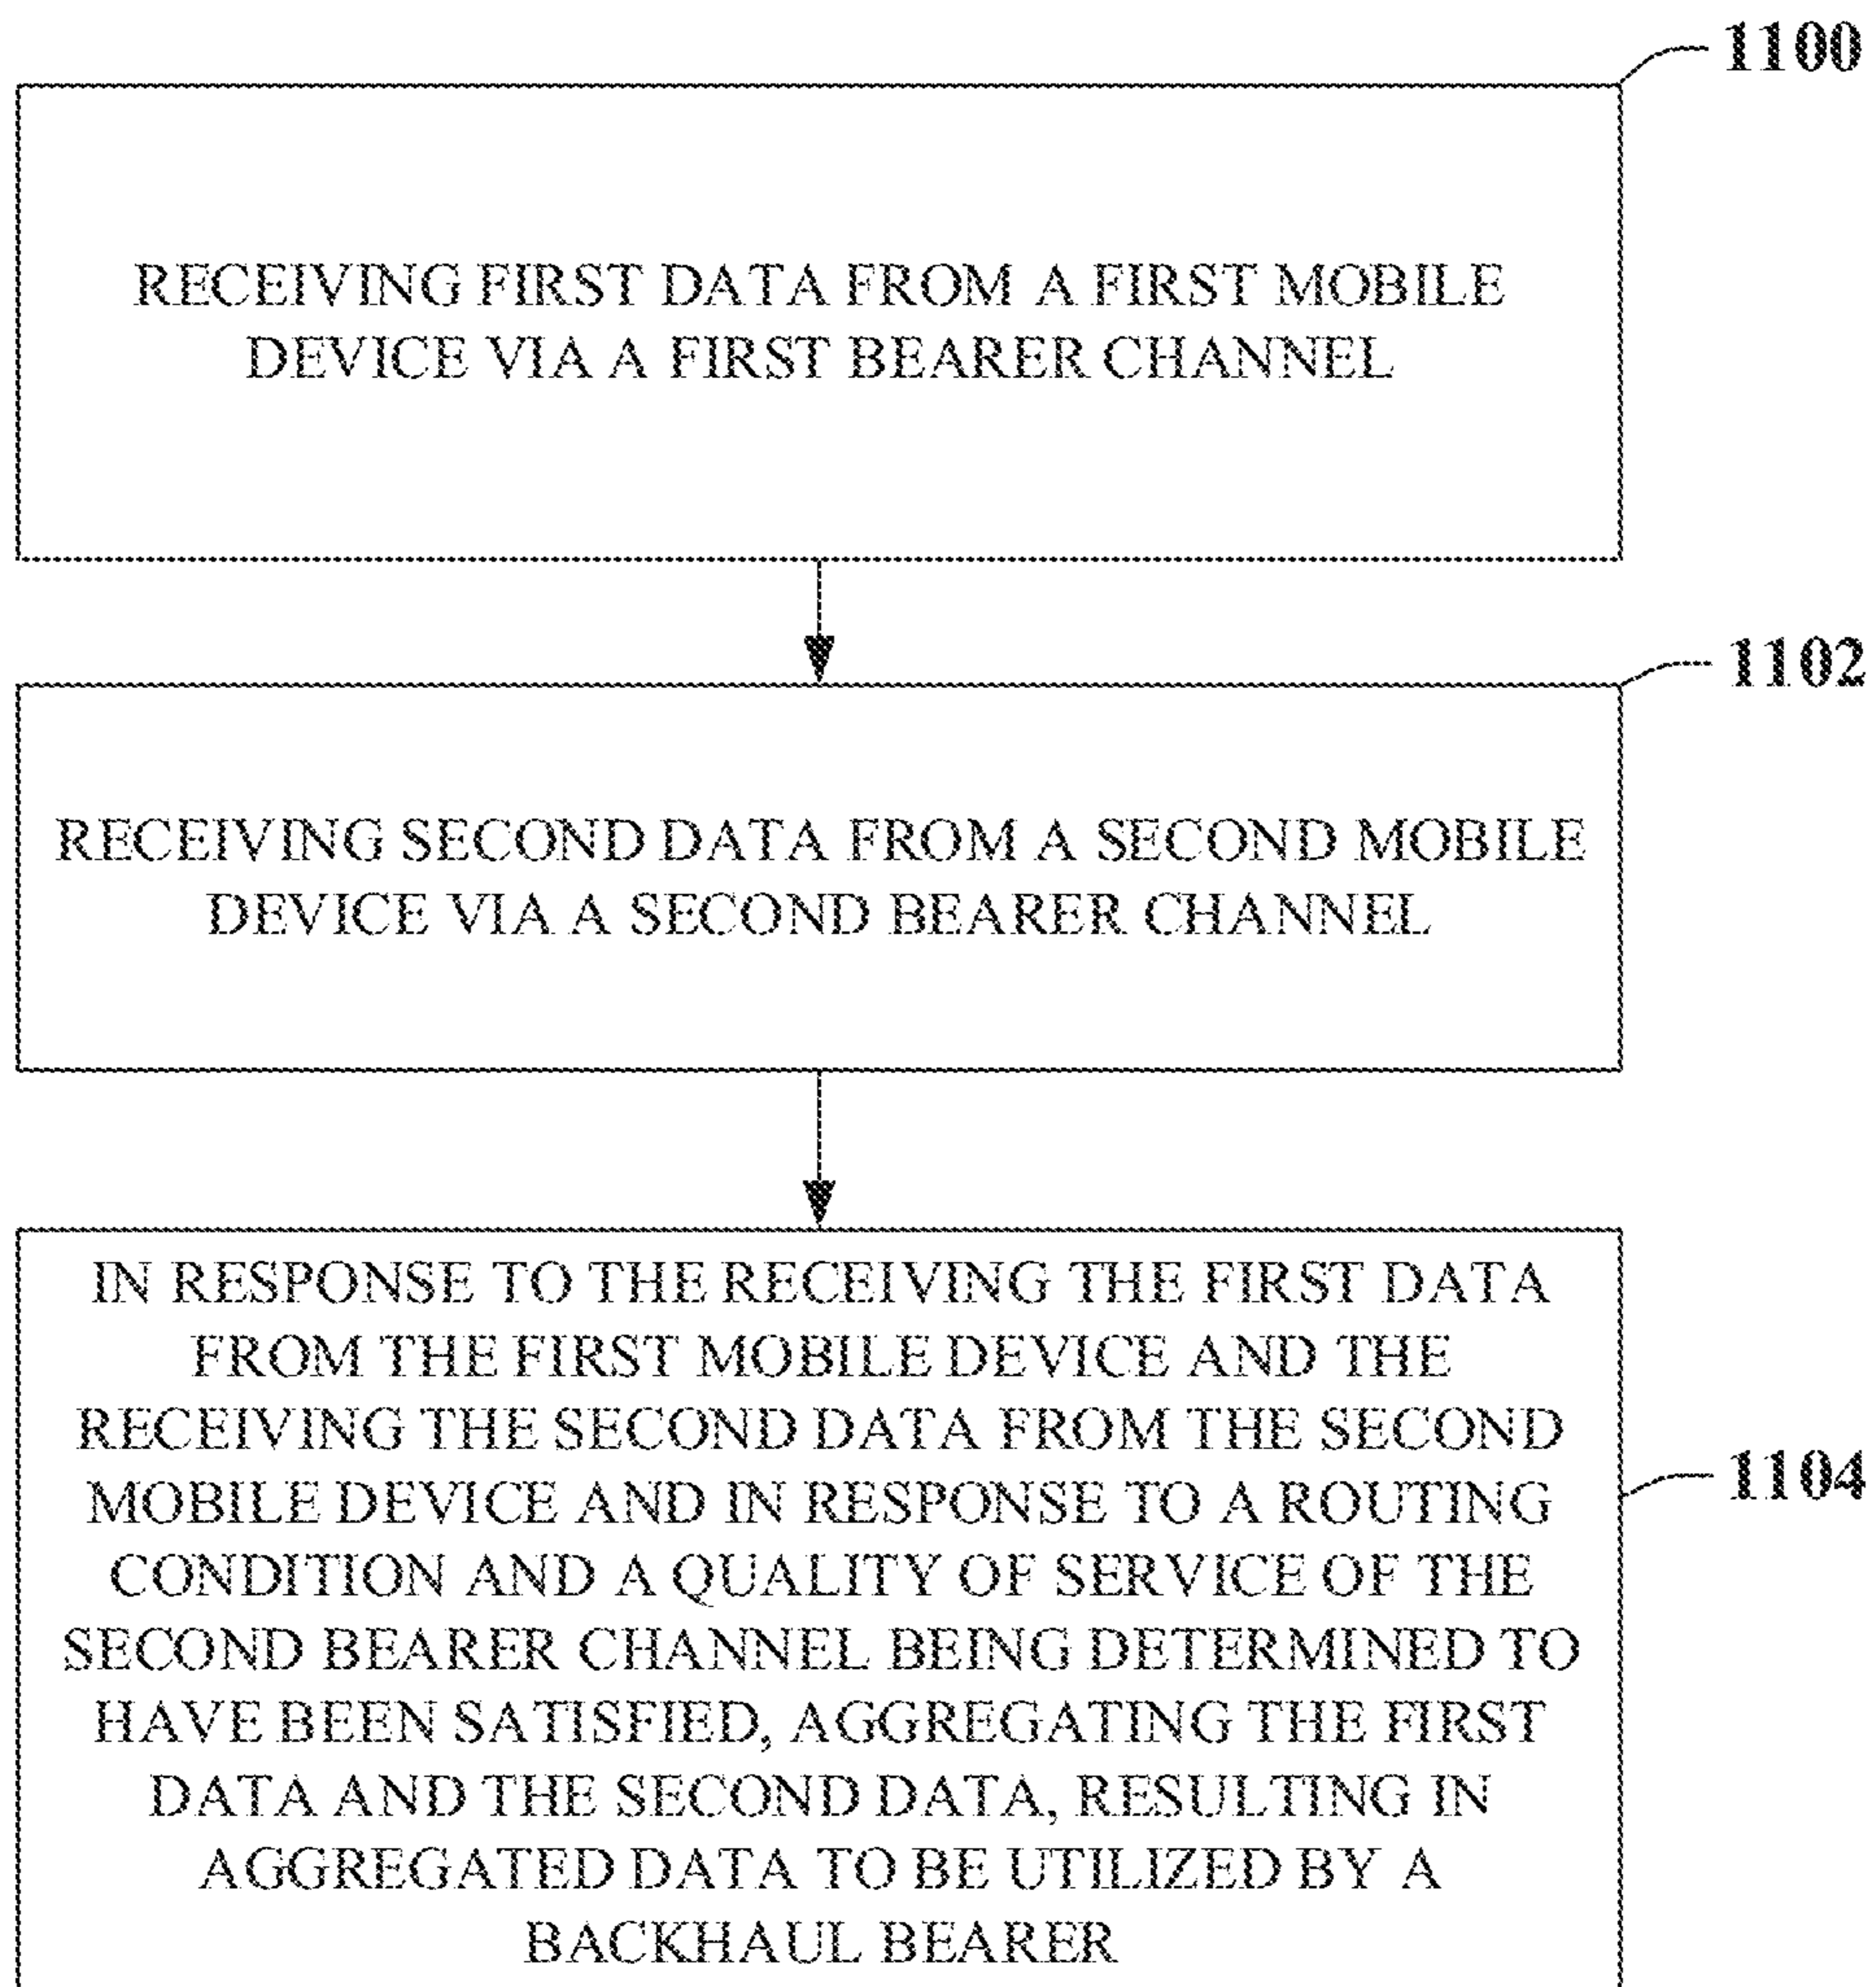 1100
RECEIVING FIRST DATA FROM A FIRST MOBILE
DEVICE VIA A FIRST BEARER CHANNEL
1102
RECEIVING SECOND DATA FROM A SECOND MOBILE
DEVICE VIA A SECOND BEARER CHANNEL
IN RESPONSE TO THE RECEIVING THE FIRST DATA
FROM THE FIRST MOBILE DEVICE AND THE
RECEIVING THE SECOND DATA FROM THE SECOND
MOBILE DEVICE AND IN RESPONSE TO A ROUTING
CONDITION AND A QUALITY OF SERVICE OF THE
SECOND BEARER CHANNEL BEING DETERMINED TO
HAVE BEEN SATISFIED, AGGREGATING THE FIRST
DATA AND THE SECOND DATA, RESULTING IN
AGGREGATED DATA TO BE UTILIZED BY A
BACKHAUL BEARER
1104